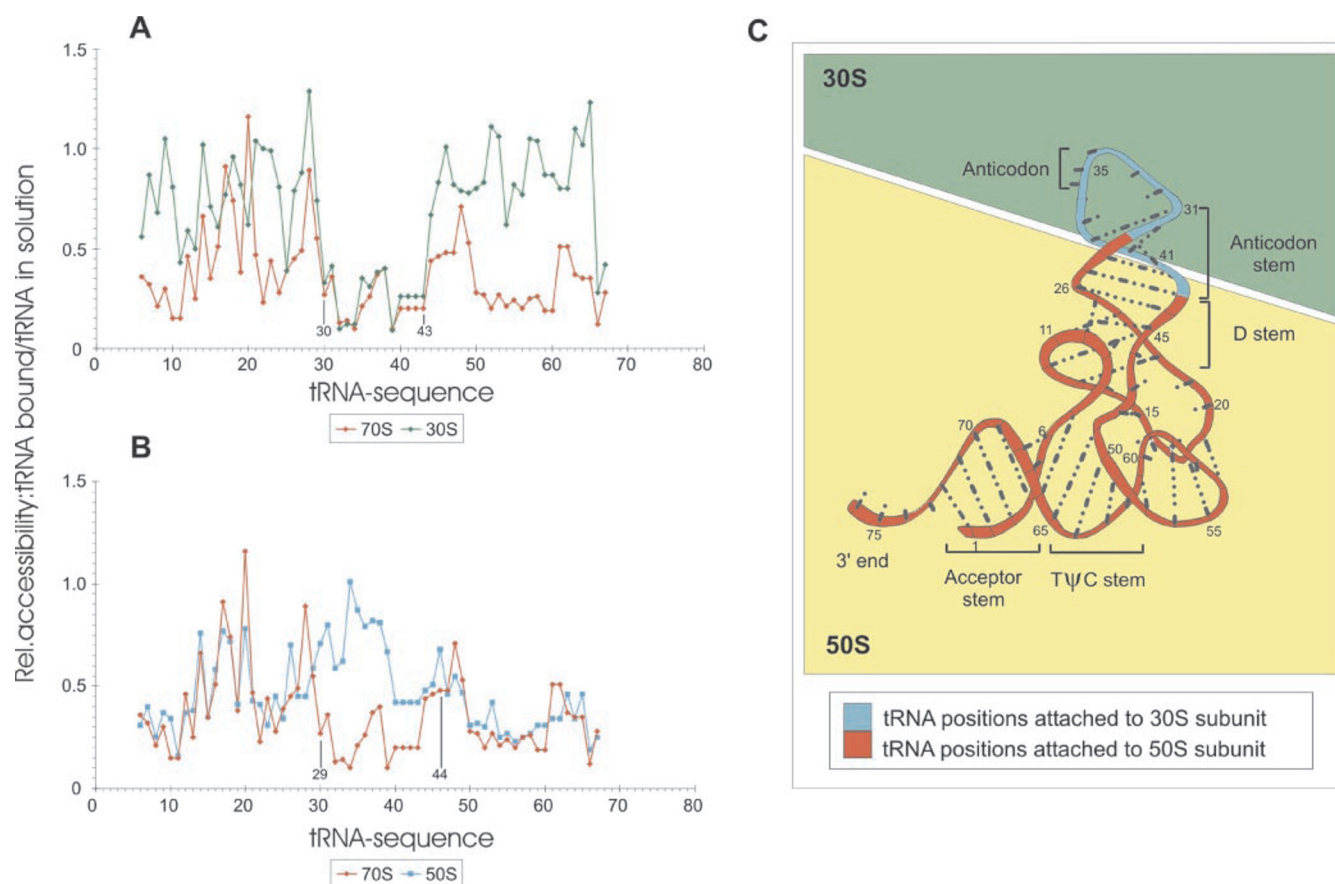 A
Rel.accessibility:tRNA bound/tRNA in solution
1.5
1.0
0.5
0
0
10
20
30
40
50
60
70
80
30
43
tRNA-sequence
70S 30S
B
1.5
1.0
0.5
0
0
10
20
30
40
50
60
70
80
29
44
tRNA-sequence
70S 50S
C
30S
Anticodon
35
31
Anticodon
stem
41
26
11
45
D stem
15
20
70
6
50
60
75
65
55
1
3' end
Acceptor
stem
TΨC stem
50S
tRNA positions attached to 30S subunit
tRNA positions attached to 50S subunit